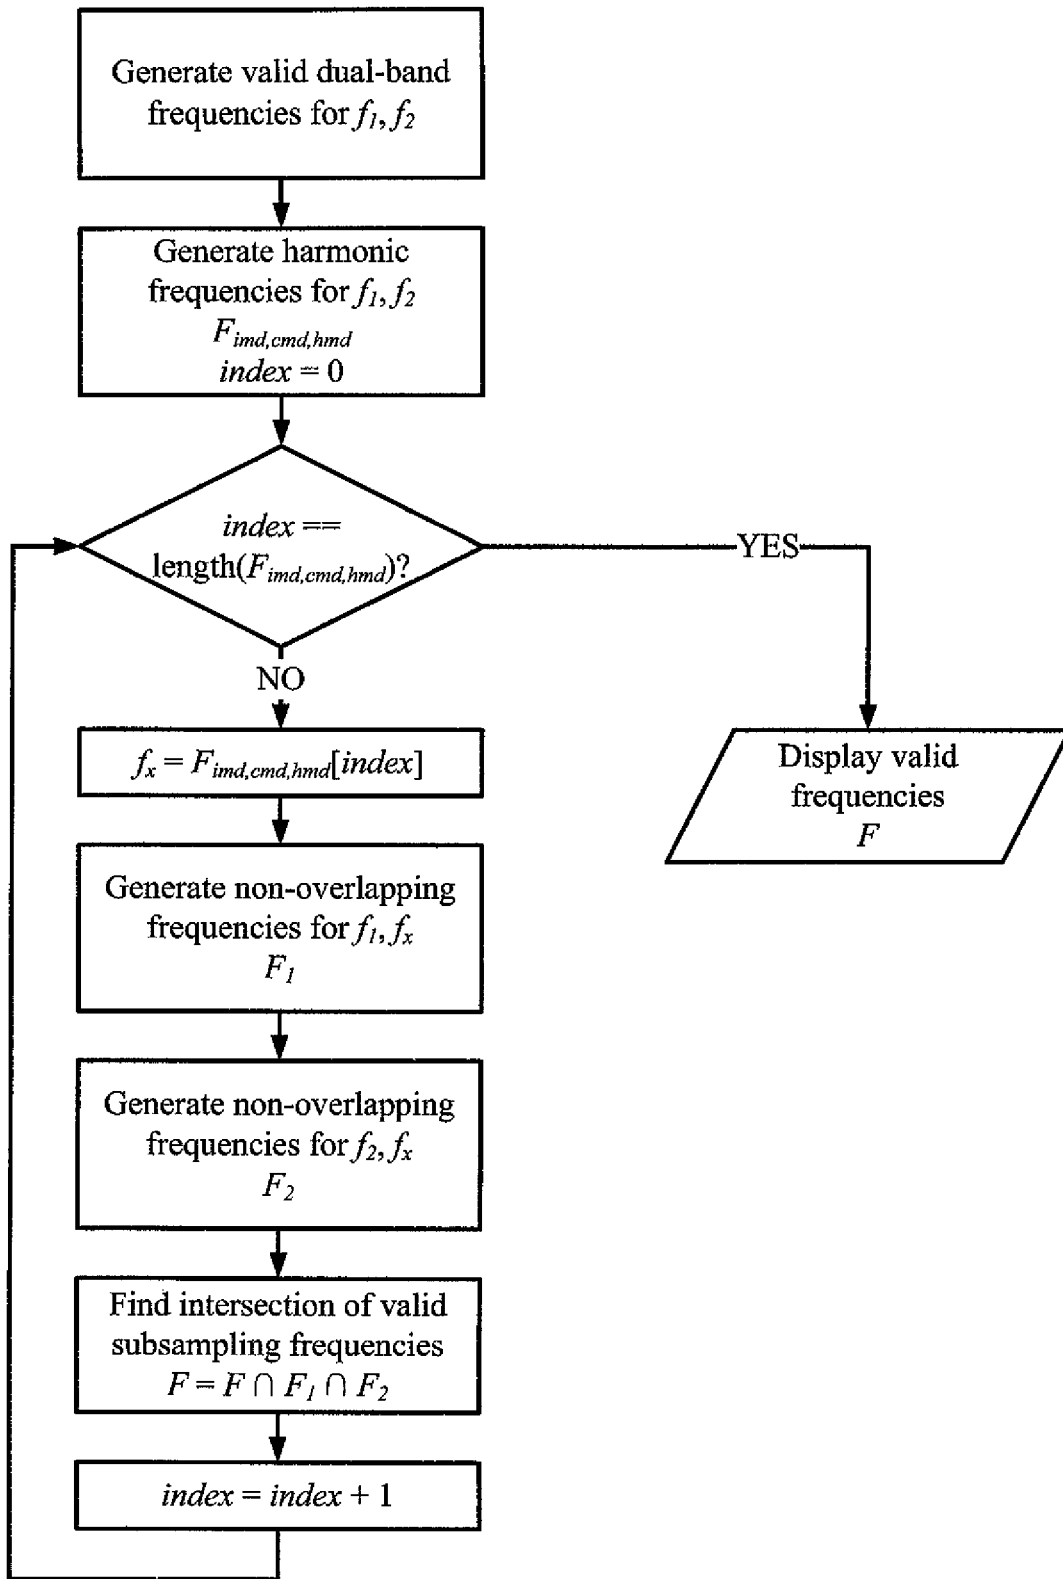 Generate valid dual-band
frequencies for f1, f2
Generate harmonic
frequencies for f1, f2
Fimd,cmd,hmd
index = 0
index ==
length(Fimd,cmd,hmd)?
YES
NO
fx = Fimd,cmd,hmd[index]
Display valid
frequencies
F
Generate non-overlapping
frequencies for f1, fx
F1
Generate non-overlapping
frequencies for f2, fx
F2
Find intersection of valid
subsampling frequencies
F = F ∩ F1 ∩ F2
index = index + 1